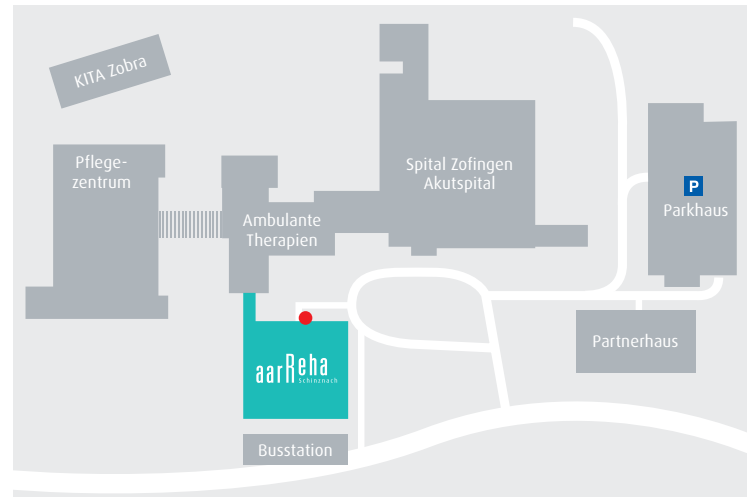 KITA Zobra
Pflege-
zentrum
Spital Zofingen
Akutspital
P
Parkhaus
Ambulante
Therapien
Partnerhaus
aarReha
Schinznach
Busstation